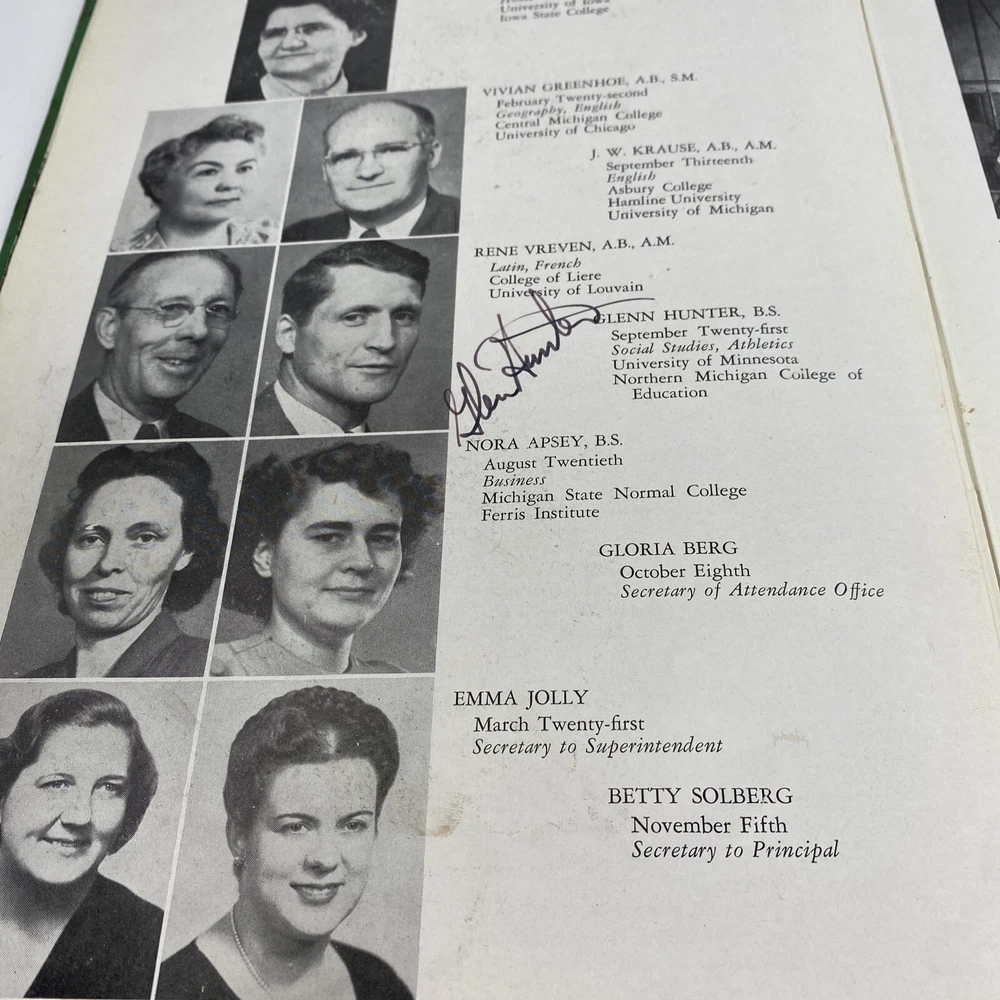 University of Iowa
Iowa State College
VIVIAN GREENHOE, A.B., S.M.
February Twenty-second
Geography, English
Central Michigan College
University of Chicago
J. W. KRAUSE, A.B., A.M.
September Thirteenth
English
Asbury College
Hamline University
University of Michigan
RENE VREVEN, A.B., A.M.
Latin, French
College of Liere
University of Louvain
Glenn Hunter
GLENN HUNTER, B.S.
September Twenty-first
Social Studies, Athletics
University of Minnesota
Northern Michigan College of
Education
NORA APSEY, B.S.
August Twentieth
Business
Michigan State Normal College
Ferris Institute
GLORIA BERG
October Eighth
Secretary of Attendance Office
EMMA JOLLY
March Twenty-first
Secretary to Superintendent
BETTY SOLBERG
November Fifth
Secretary to Principal